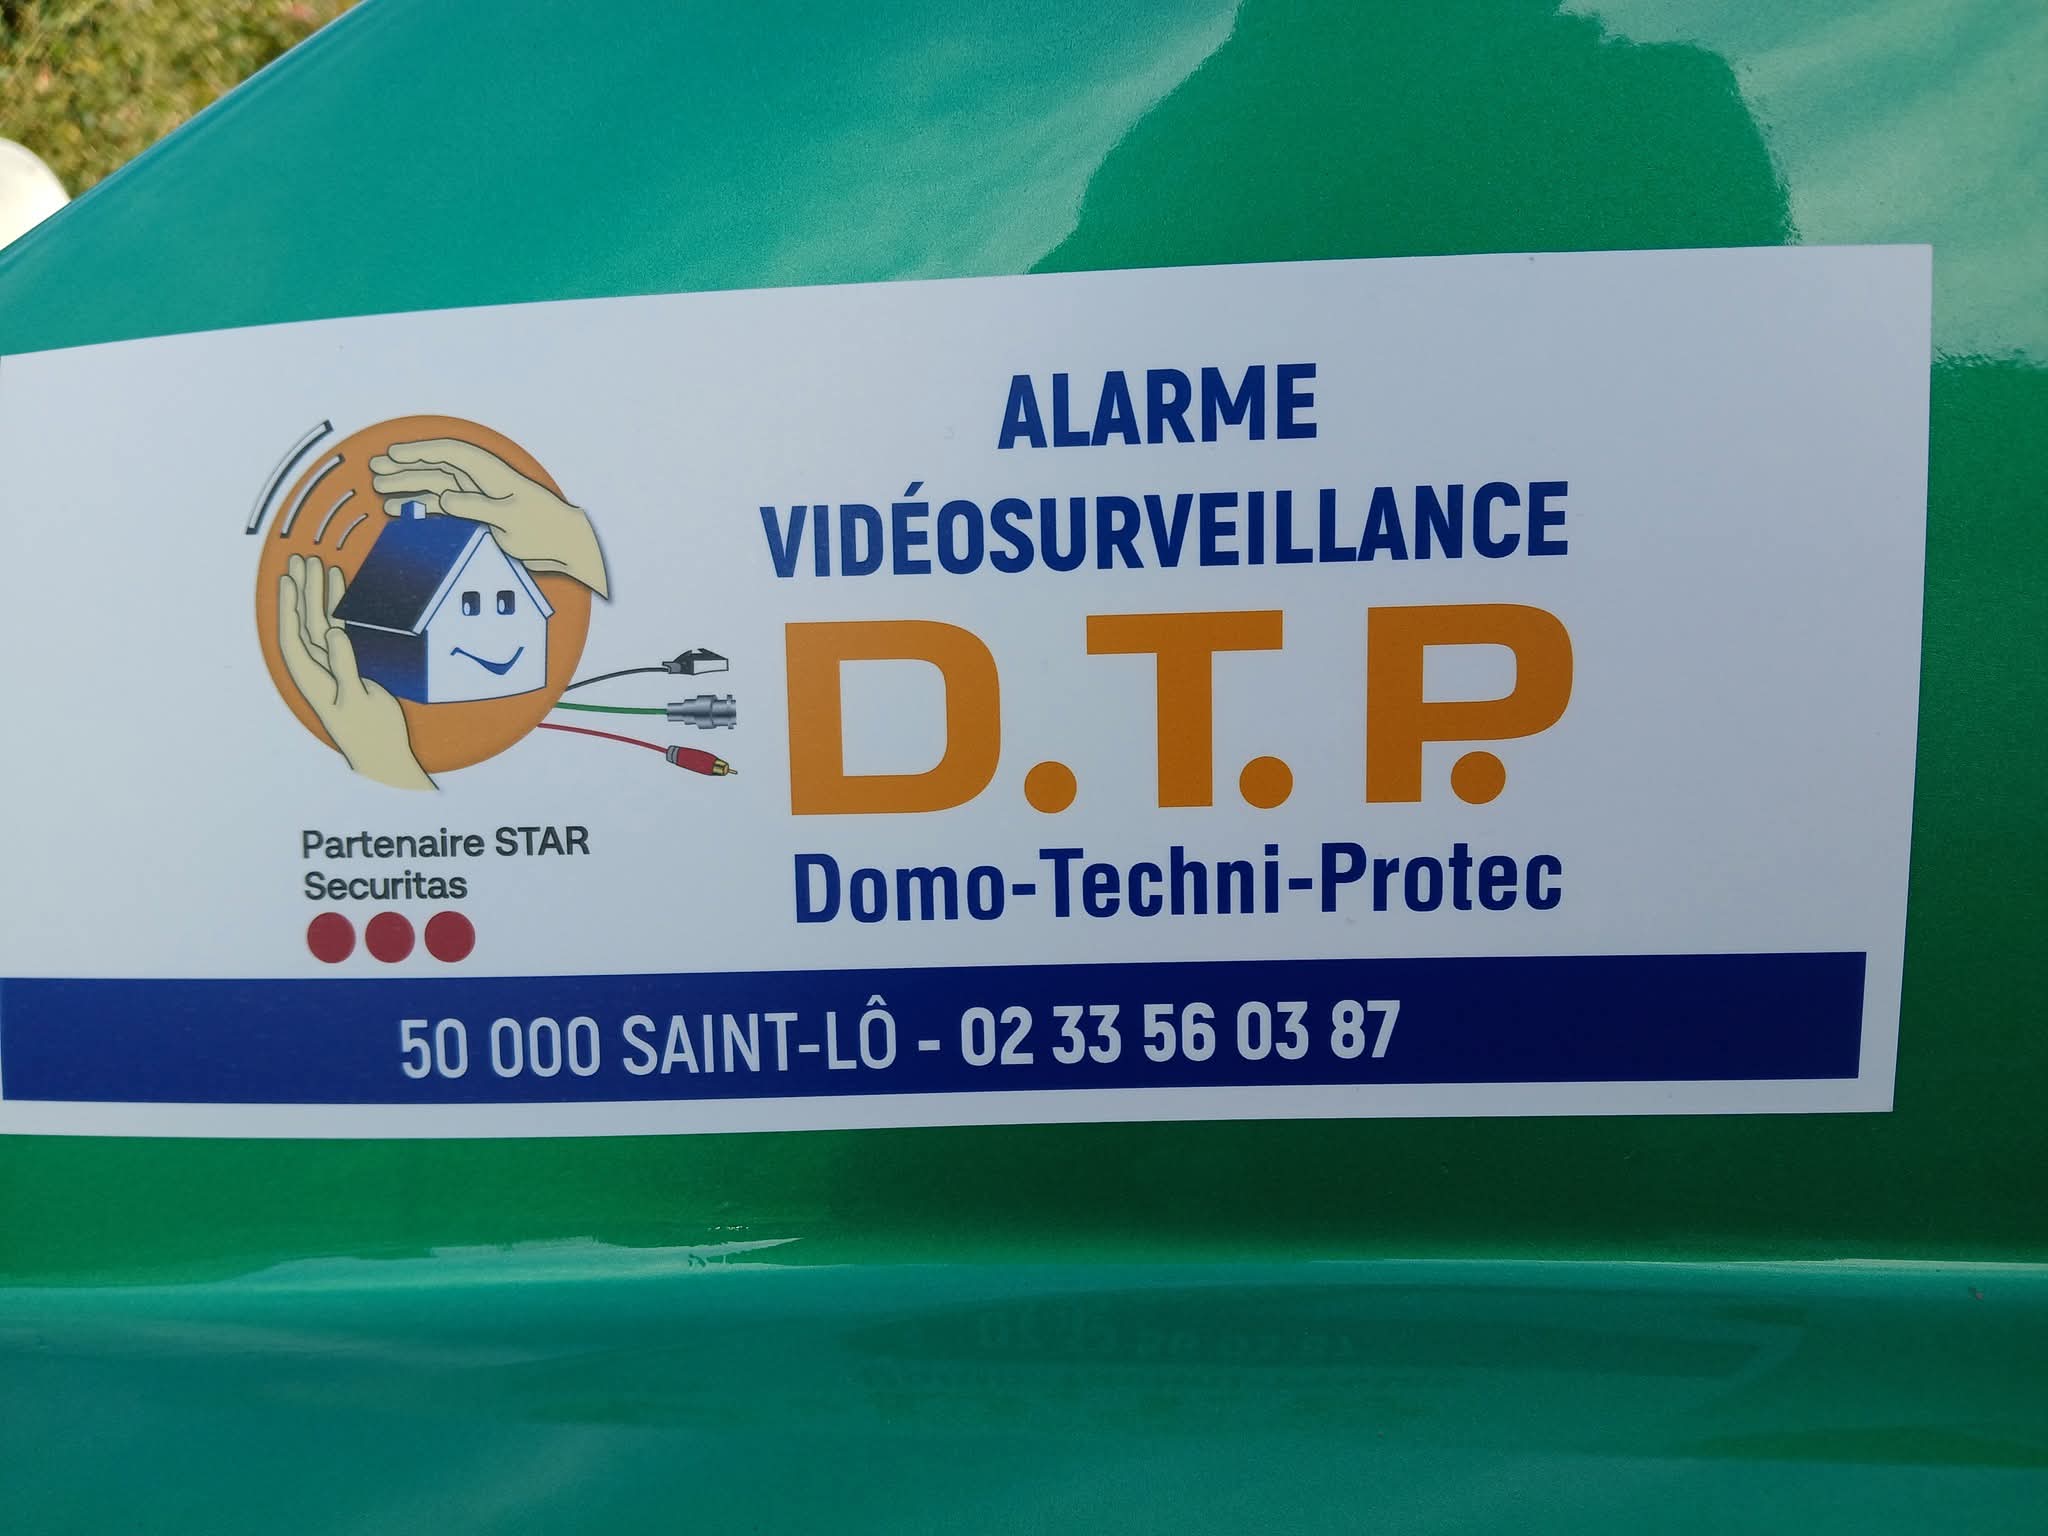 ALARME
VIDÉOSURVEILLANCE
D.T.P.
Domo-Techni-Protec
Partenaire STAR
Securitas
50 000 SAINT-LÔ - 02 33 56 03 87